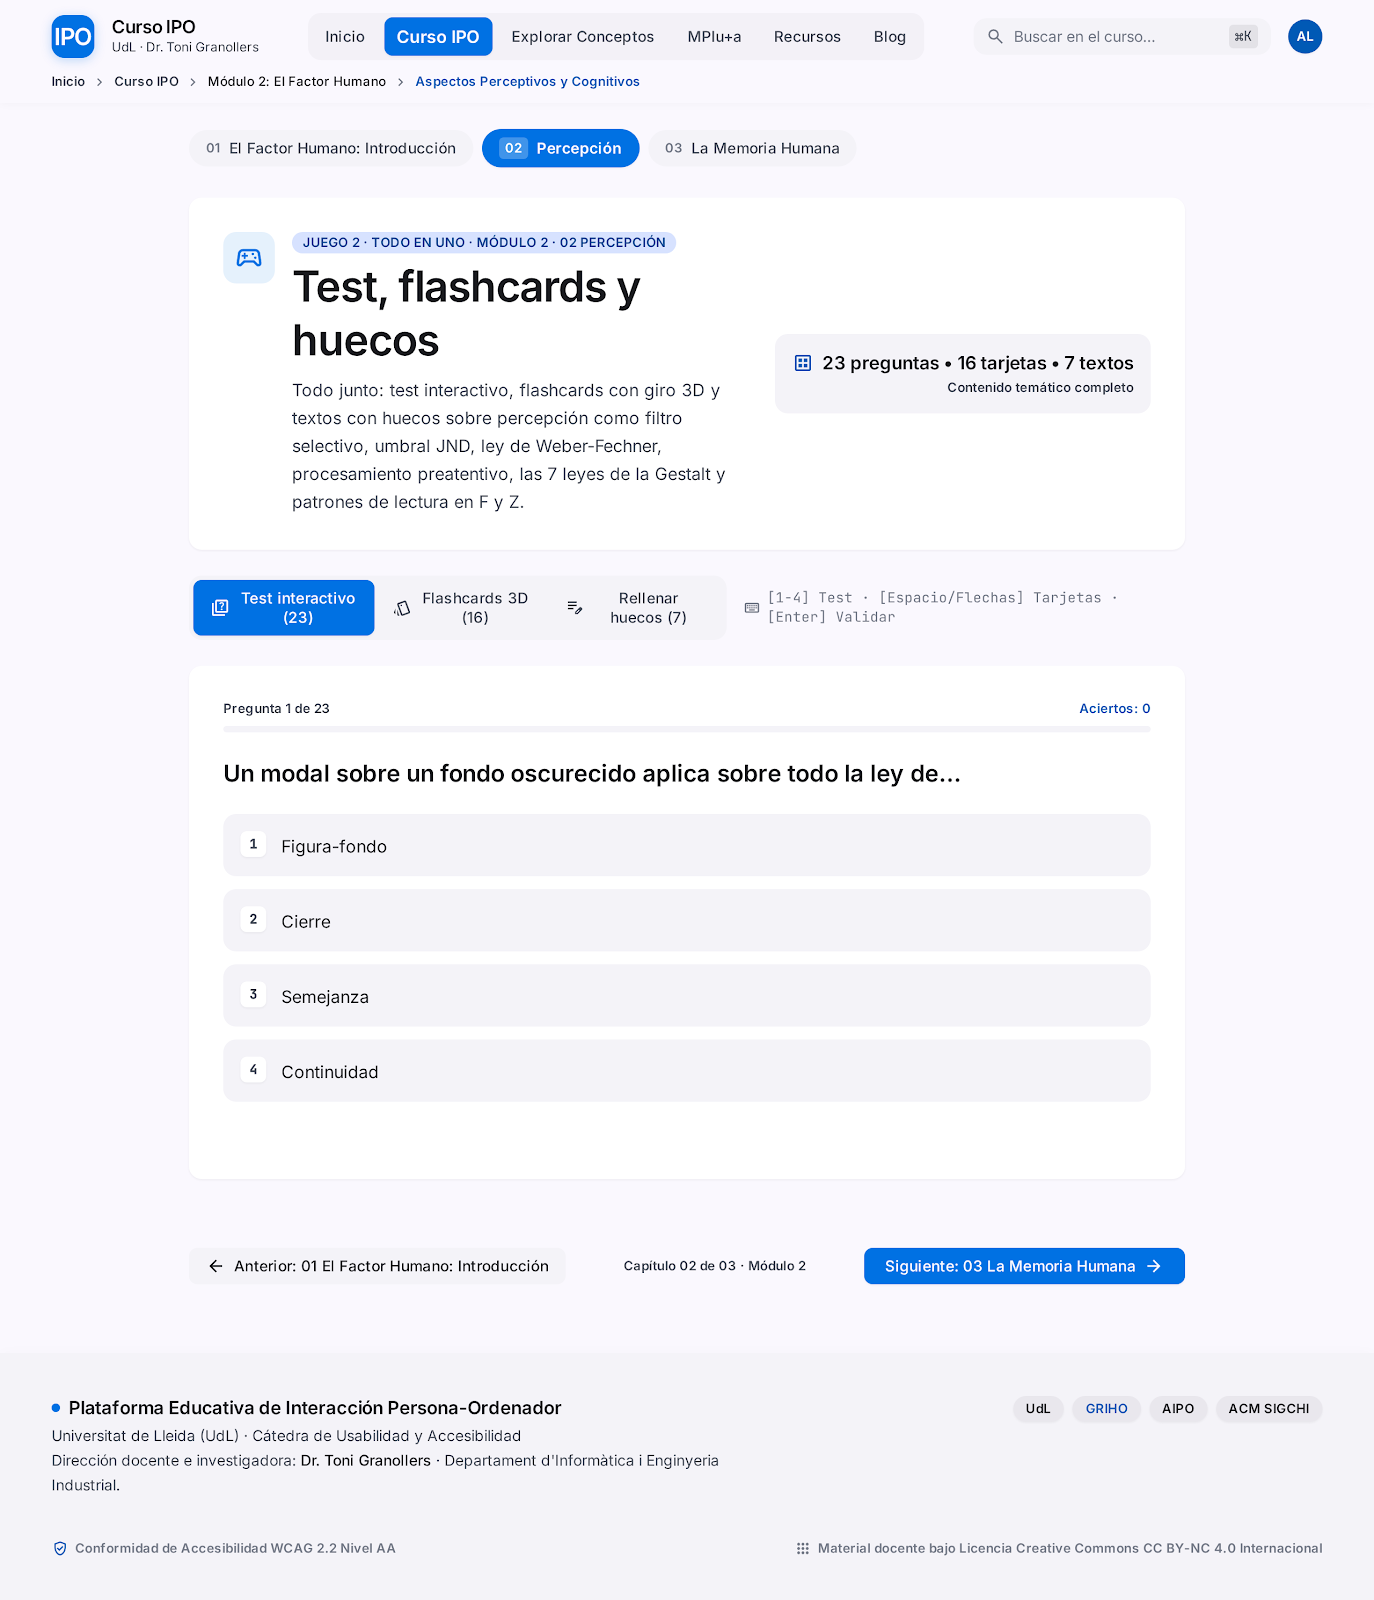 IPO
Curso IPO
UdL · Dr. Toni Granollers
Inicio
Curso IPO
Explorar Conceptos
MPIu+a
Recursos
Blog
Buscar en el curso...
⌘K
AL
Inicio > Curso IPO > Módulo 2: El Factor Humano > Aspectos Perceptivos y Cognitivos
01 El Factor Humano: Introducción
02 Percepción
03 La Memoria Humana
JUEGO 2 · TODO EN UNO · MÓDULO 2 · 02 PERCEPCIÓN
Test, flashcards y
huecos
Todo junto: test interactivo, flashcards con giro 3D y
textos con huecos sobre percepción como filtro
selectivo, umbral JND, ley de Weber-Fechner,
procesamiento preatentivo, las 7 leyes de la Gestalt y
patrones de lectura en F y Z.
23 preguntas • 16 tarjetas • 7 textos
Contenido temático completo
Test interactivo
(23)
Flashcards 3D
(16)
Rellenar
huecos (7)
[1-4] Test · [Espacio/Flechas] Tarjetas ·
[Enter] Validar
Pregunta 1 de 23
Aciertos: 0
Un modal sobre un fondo oscurecido aplica sobre todo la ley de...
1 Figura-fondo
2 Cierre
3 Semejanza
4 Continuidad
← Anterior: 01 El Factor Humano: Introducción
Capítulo 02 de 03 · Módulo 2
Siguiente: 03 La Memoria Humana →
Plataforma Educativa de Interacción Persona-Ordenador
Universitat de Lleida (UdL) · Cátedra de Usabilidad y Accesibilidad
Dirección docente e investigadora: Dr. Toni Granollers · Departament d'Informàtica i Enginyeria
Industrial.
UdL
GRIHO
AIPO
ACM SIGCHI
Conformidad de Accesibilidad WCAG 2.2 Nivel AA
Material docente bajo Licencia Creative Commons CC BY-NC 4.0 Internacional